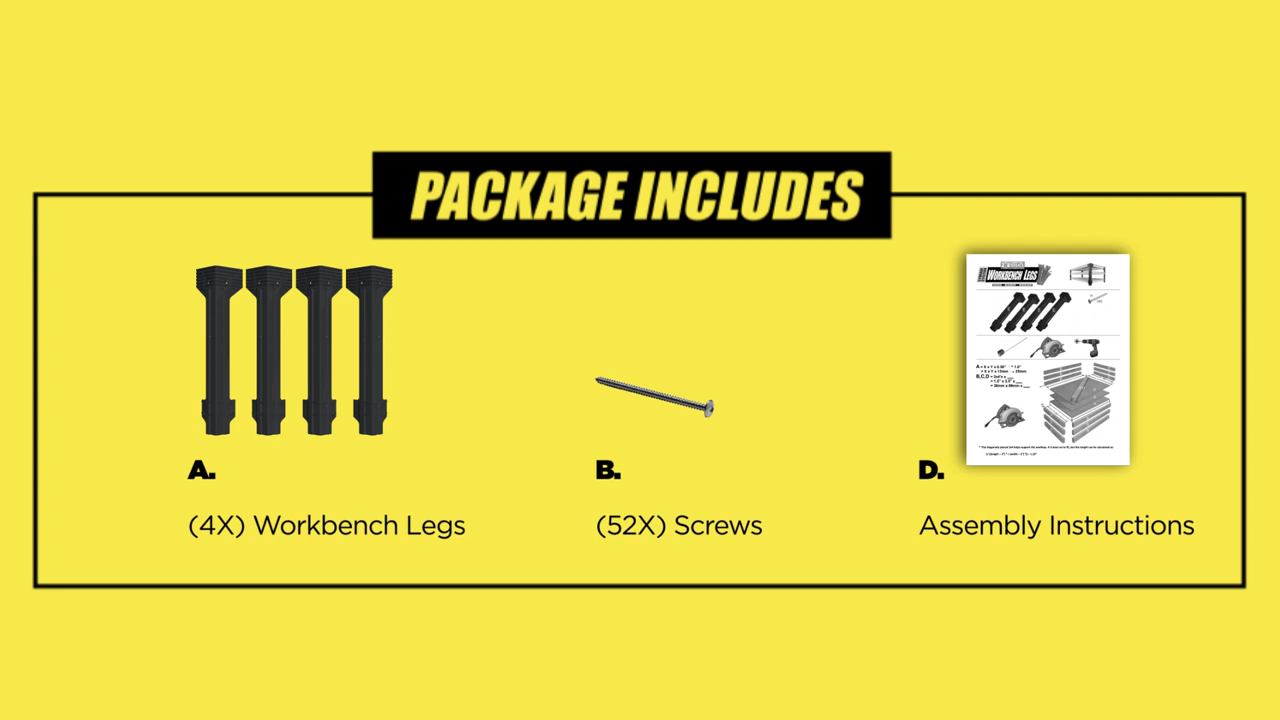 PACKAGE INCLUDES
WORKBENCH LEGS
A.
B.
D.
(4X) Workbench Legs
(52X) Screws
Assembly Instructions